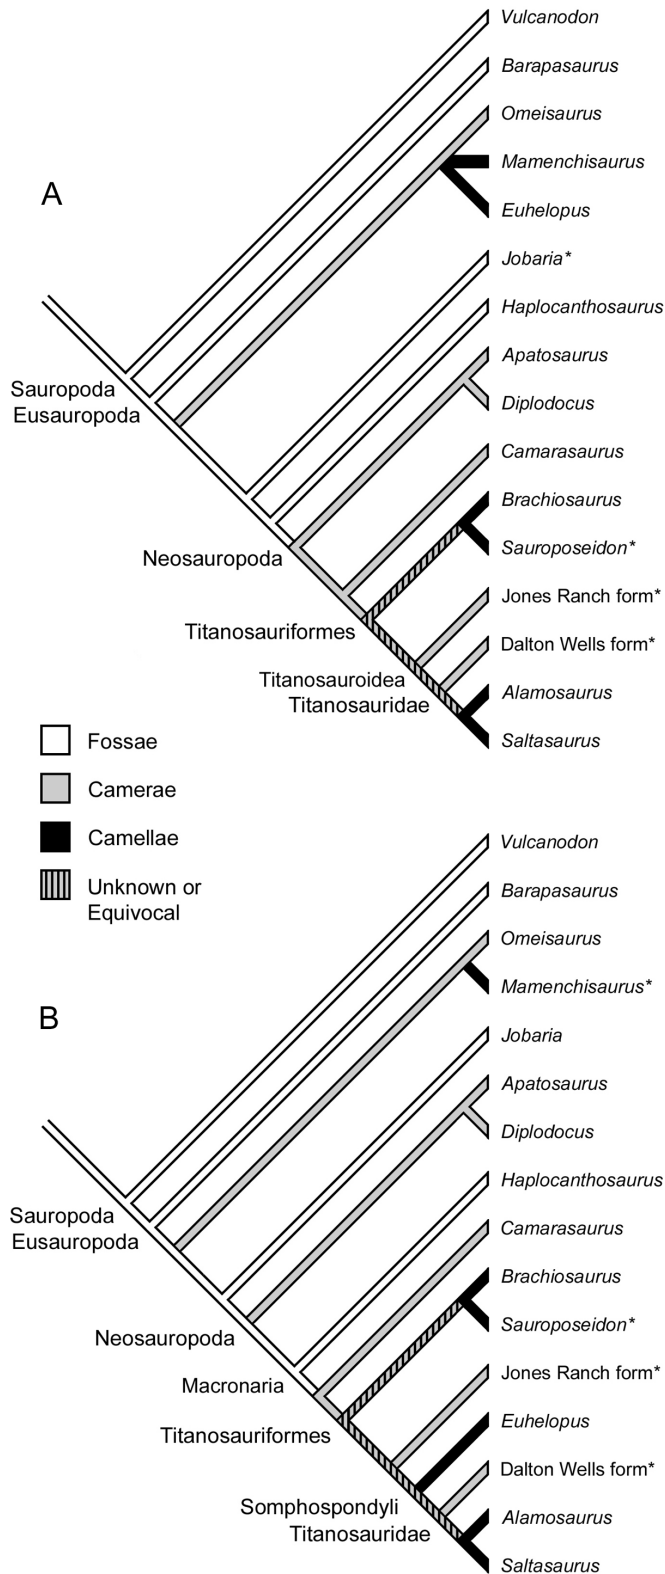 Vulcanodon
Barapasaurus
Omeisaurus
Mamenchisaurus
A
Euhelopus
Jobaria*
Haplocanthosaurus
Apatosaurus
Sauropoda
Eusauropoda
Diplodocus
Camarasaurus
Brachiosaurus
Sauroposeidon*
Neosauropoda
Jones Ranch form*
Titanosauriformes
Dalton Wells form*
Titanosauroidea
Titanosauridae
Alamosaurus
Saltasaurus
Fossae
Camerae
Camellae
Unknown or
Equivocal
Vulcanodon
Barapasaurus
Omeisaurus
Mamenchisaurus*
B
Jobaria
Apatosaurus
Diplodocus
Haplocanthosaurus
Sauropoda
Eusauropoda
Camarasaurus
Brachiosaurus
Sauroposeidon*
Neosauropoda
Jones Ranch form*
Macronaria
Euhelopus
Titanosauriformes
Dalton Wells form*
Somphospondyli
Titanosauridae
Alamosaurus
Saltasaurus